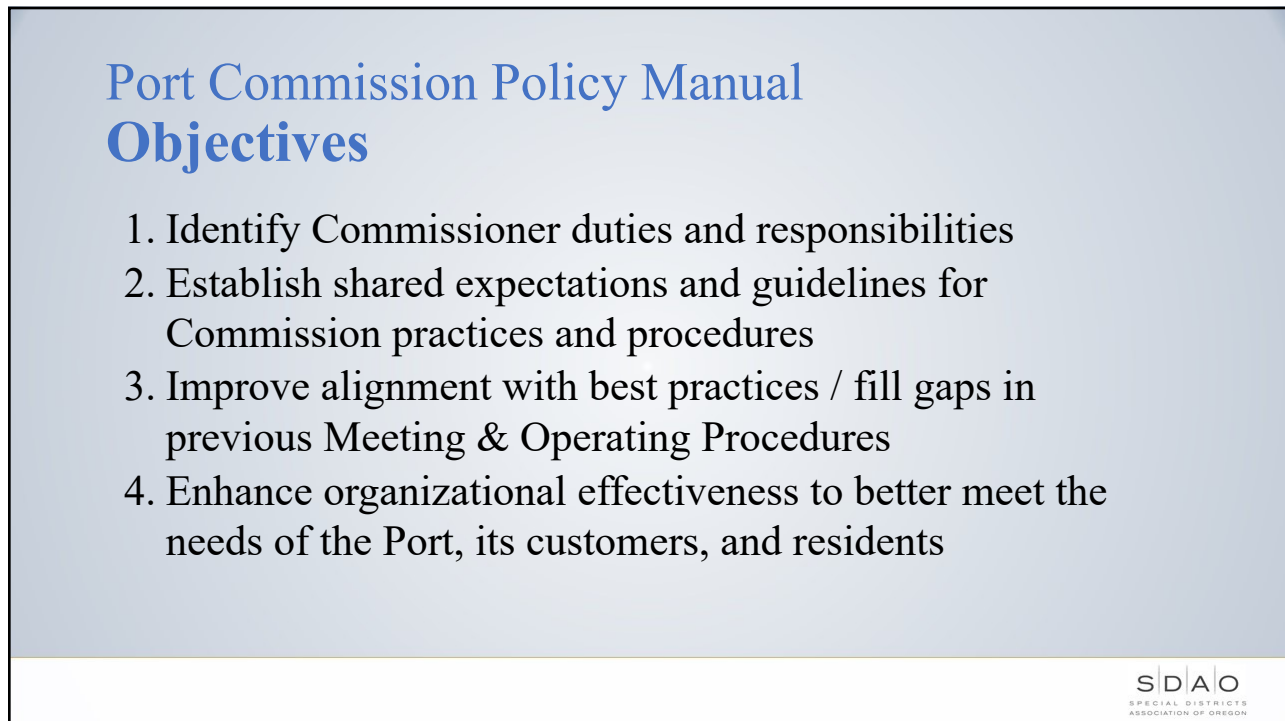 Port Commission Policy Manual
Objectives
1. Identify Commissioner duties and responsibilities
2. Establish shared expectations and guidelines for
Commission practices and procedures
3. Improve alignment with best practices / fill gaps in
previous Meeting & Operating Procedures
4. Enhance organizational effectiveness to better meet the
needs of the Port, its customers, and residents
SDAO
SPECIAL DISTRICTS
ASSOCIATION OF OREGON